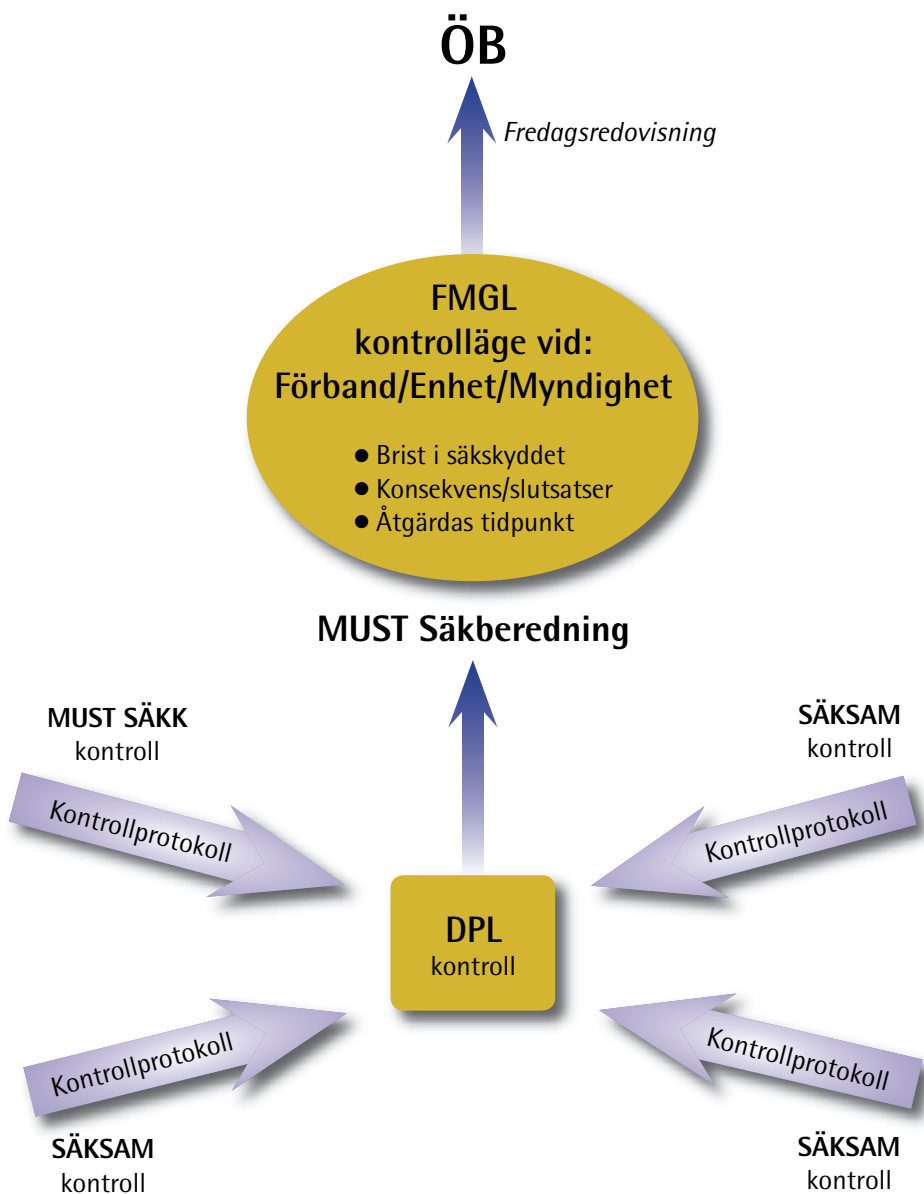 ÖB
Fredagsredovisning
FMGL
kontrolläge vid:
Förband/Enhet/Myndighet
● Brist i säkskyddet
● Konsekvens/slutsatser
● Åtgärdas tidpunkt
MUST Säkberedning
MUST SÄKK
kontroll
SÄKSAM
kontroll
Kontrollprotokoll
Kontrollprotokoll
DPL
kontroll
Kontrollprotokoll
Kontrollprotokoll
SÄKSAM
kontroll
SÄKSAM
kontroll